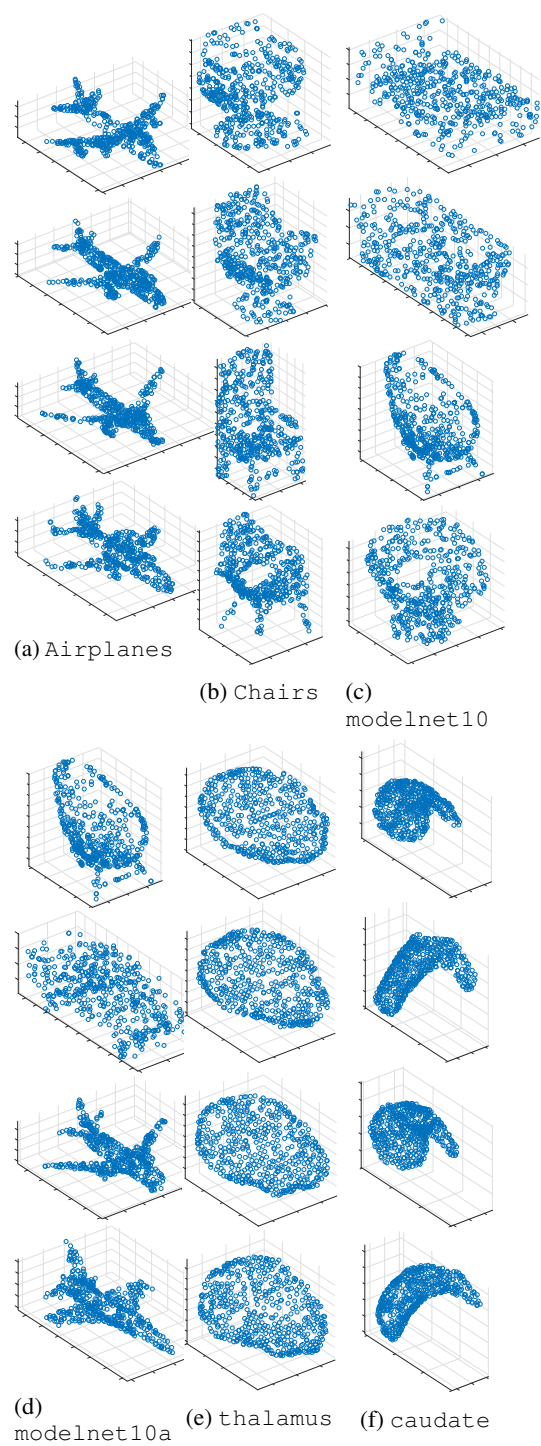 (a) Airplanes
(b) Chairs
(c)
modelnet10
(d)
modelnet10a
(e) thalamus
(f) caudate